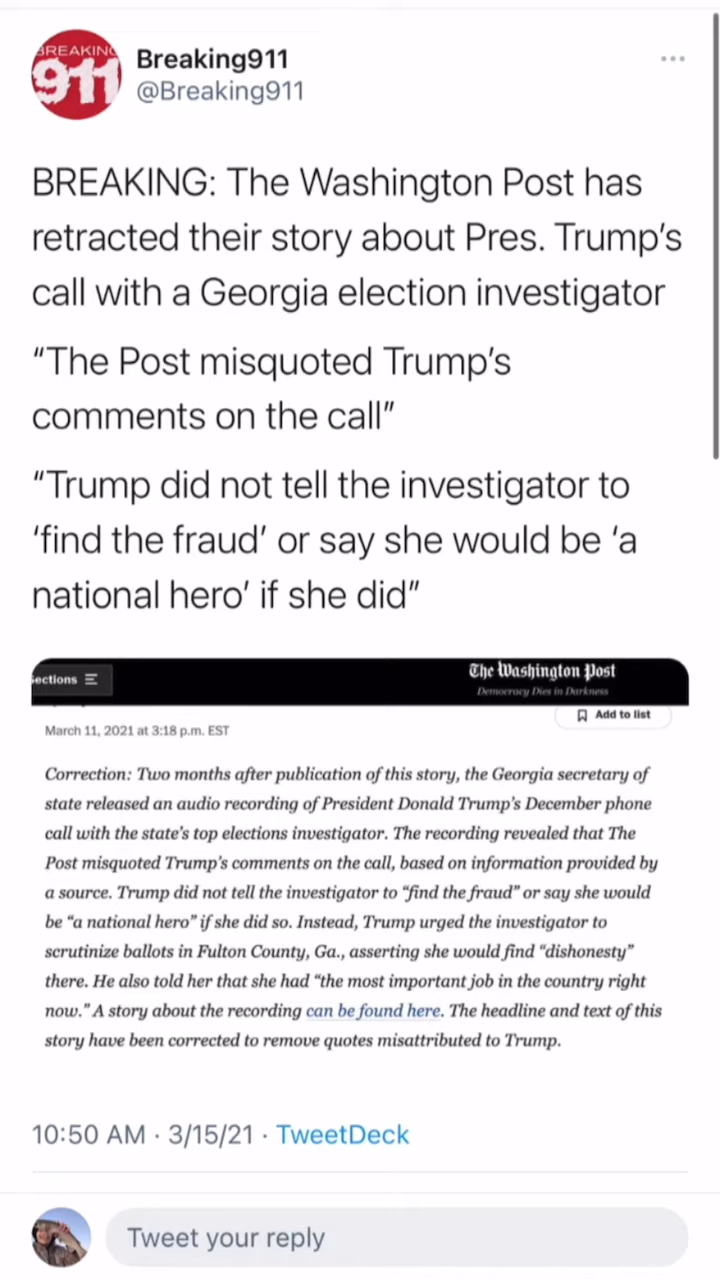 BREAKING
911
Breaking911
@Breaking911
BREAKING: The Washington Post has
retracted their story about Pres. Trump's
call with a Georgia election investigator
"The Post misquoted Trump's
comments on the call"
"Trump did not tell the investigator to
'find the fraud' or say she would be 'a
national hero' if she did"
ections
The Washington Post
Democracy Dies in Darkness
Add to list
March 11, 2021 at 3:18 p.m. EST
Correction: Two months after publication of this story, the Georgia secretary of
state released an audio recording of President Donald Trump's December phone
call with the state's top elections investigator. The recording revealed that The
Post misquoted Trump's comments on the call, based on information provided by
a source. Trump did not tell the investigator to "find the fraud" or say she would
be "a national hero" if she did so. Instead, Trump urged the investigator to
scrutinize ballots in Fulton County, Ga., asserting she would find "dishonesty"
there. He also told her that she had "the most important job in the country right
now." A story about the recording can be found here. The headline and text of this
story have been corrected to remove quotes misattributed to Trump.
10:50 AM · 3/15/21 · TweetDeck
Tweet your reply